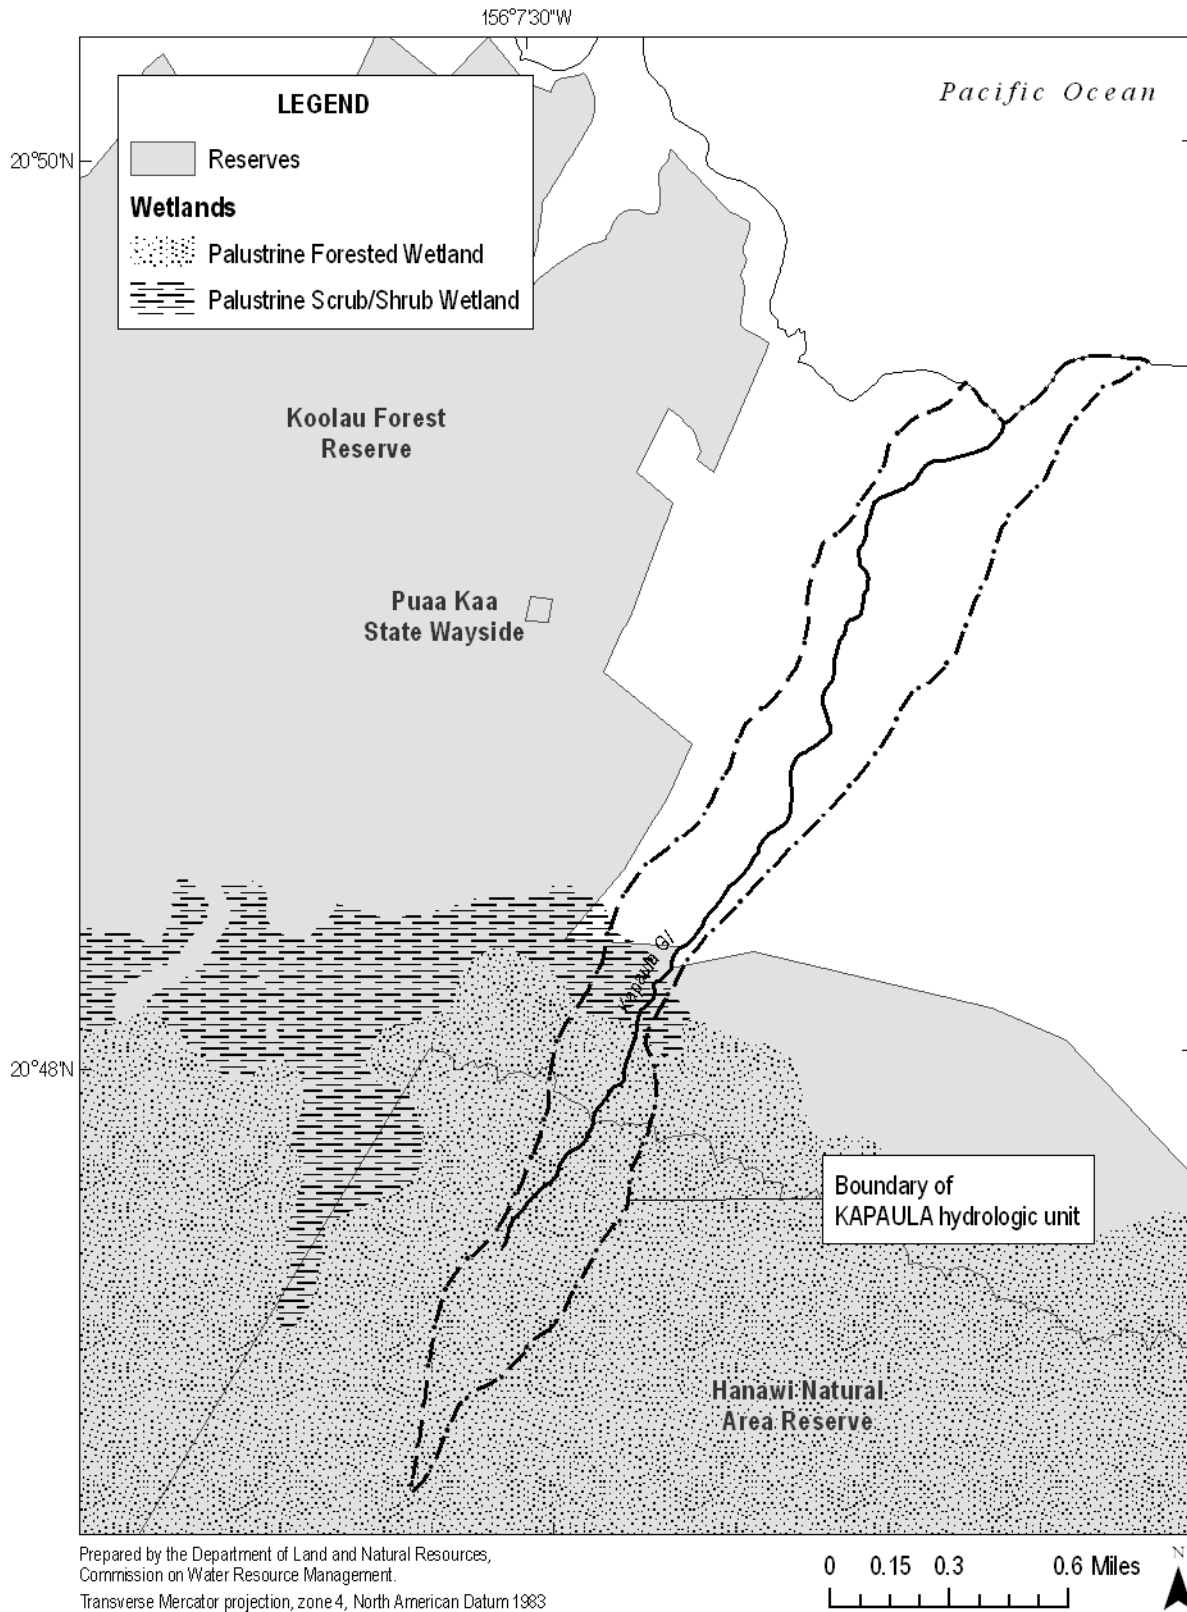 156°7'30"W
Pacific Ocean
LEGEND
20°50'N
Reserves
Wetlands
Palustrine Forested Wetland
Palustrine Scrub/Shrub Wetland
Koolau Forest
Reserve
Puaa Kaa
State Wayside
Kapaula Gl
20°48'N
Boundary of
KAPAULA hydrologic unit
Hanawi Natural
Area Reserve
Prepared by the Department of Land and Natural Resources,
Commission on Water Resource Management.
Transverse Mercator projection, zone 4, North American Datum 1983
0 0.15 0.3 0.6 Miles
N